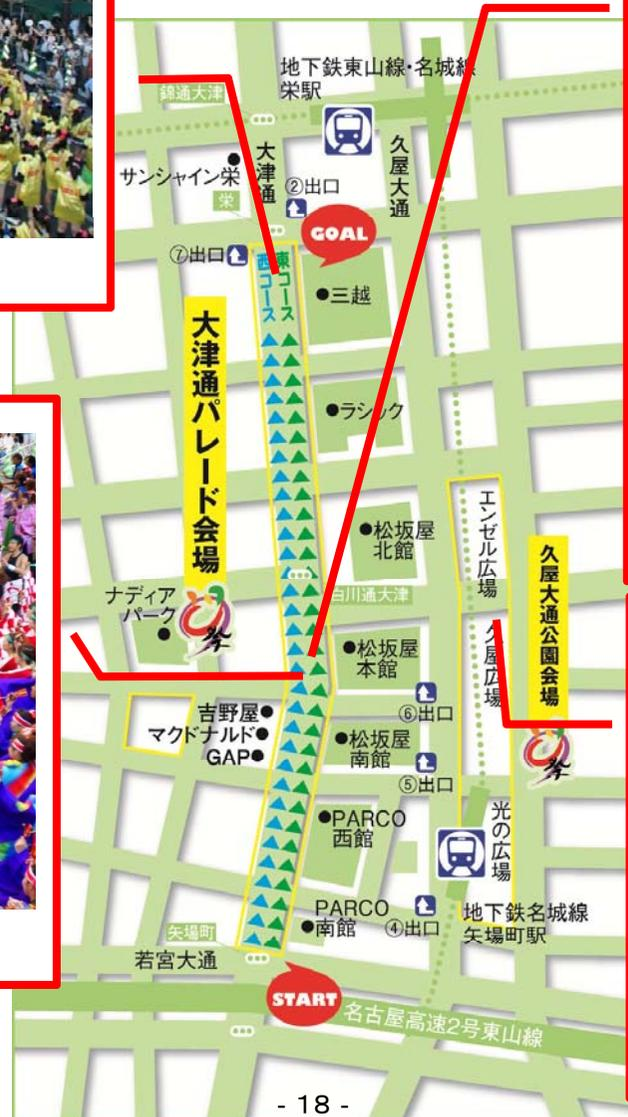 地下鉄東山線・名城線
栄駅
錦通大津
大津通
久屋大通
サンシャイン栄
②出口
栄
GOAL
⑦出口
西コース
東コース
三越
大津通パレード会場
ラシック
エンゼル広場
松坂屋
北館
久屋大通公園会場
ナディア
パーク
祭
白川通大津
久屋広場
松坂屋
本館
⑥出口
吉野屋
マクドナルド
GAP
松坂屋
南館
祭
⑤出口
PARCO
西館
光の広場
PARCO
南館
④出口
地下鉄名城線
矢場町駅
矢場町
若宮大通
START
名古屋高速2号東山線
- 18 -